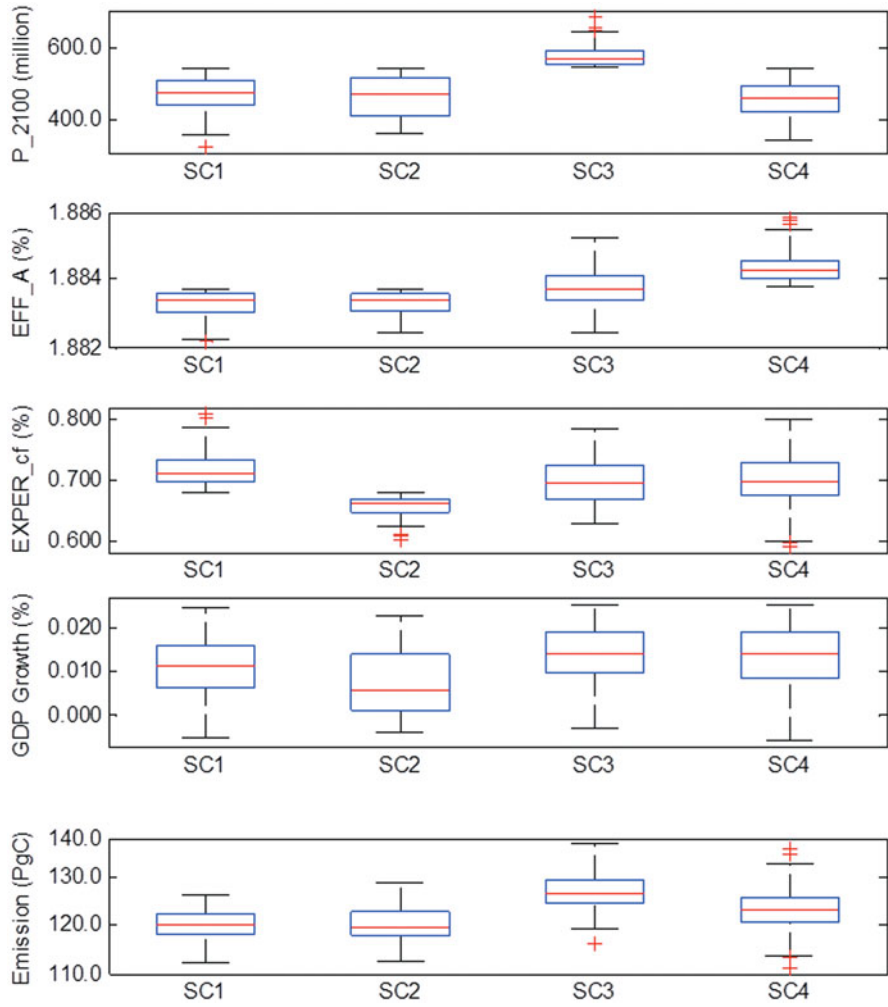 P_2100 (million)
600.0
400.0
SC1 SC2 SC3 SC4
EFF_A (%)
1.886
1.884
1.882
SC1 SC2 SC3 SC4
EXPER_cf (%)
0.800
0.700
0.600
SC1 SC2 SC3 SC4
GDP Growth (%)
0.020
0.010
0.000
SC1 SC2 SC3 SC4
Emission (PgC)
140.0
130.0
120.0
110.0
SC1 SC2 SC3 SC4